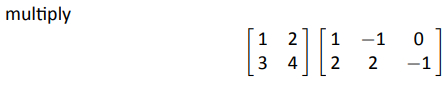 multiply
[1 2] [1 −1 0]
[3 4] [2 2 −1]